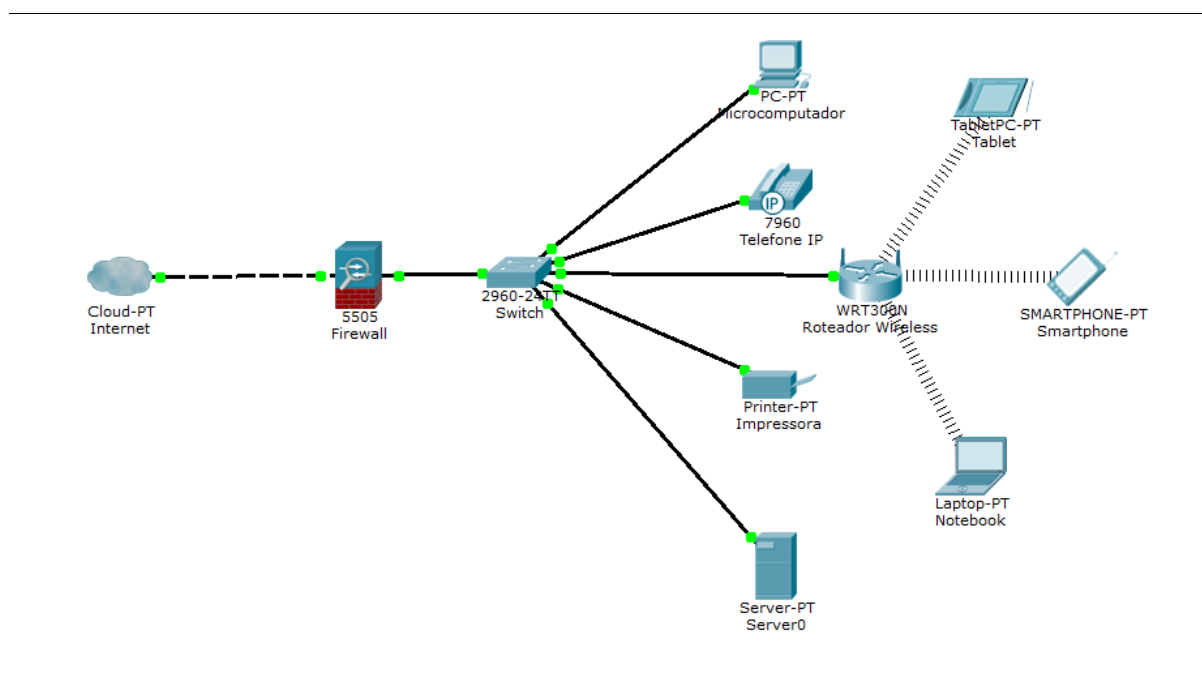 PC-PT
Microcomputador
TabletPC-PT
Tablet
IP
7960
Telefone IP
Cloud-PT
Internet
5505
Firewall
2960-24TT
Switch
WRT300N
Roteador Wireless
SMARTPHONE-PT
Smartphone
Printer-PT
Impressora
Laptop-PT
Notebook
Server-PT
Server0